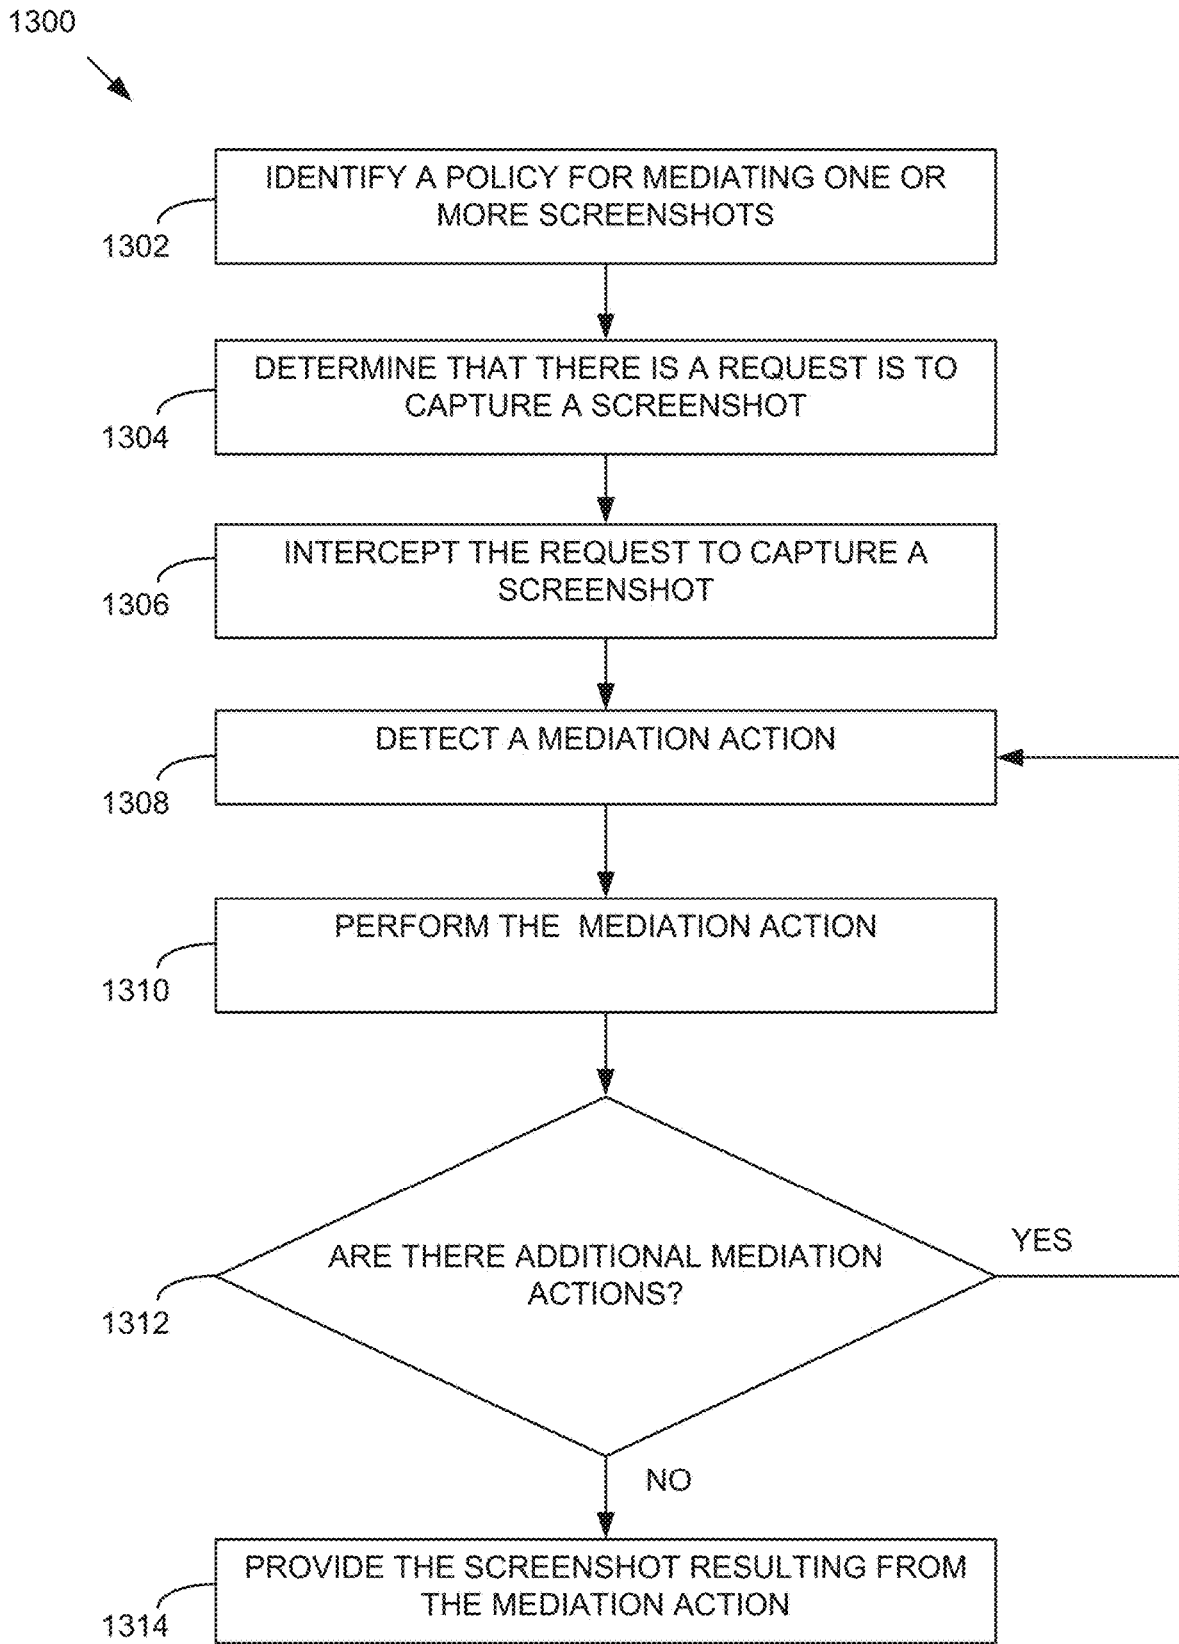 1300
IDENTIFY A POLICY FOR MEDIATING ONE OR
MORE SCREENSHOTS
1302
DETERMINE THAT THERE IS A REQUEST IS TO
CAPTURE A SCREENSHOT
1304
INTERCEPT THE REQUEST TO CAPTURE A
SCREENSHOT
1306
DETECT A MEDIATION ACTION
1308
PERFORM THE MEDIATION ACTION
1310
ARE THERE ADDITIONAL MEDIATION
ACTIONS?
YES
1312
NO
PROVIDE THE SCREENSHOT RESULTING FROM
THE MEDIATION ACTION
1314